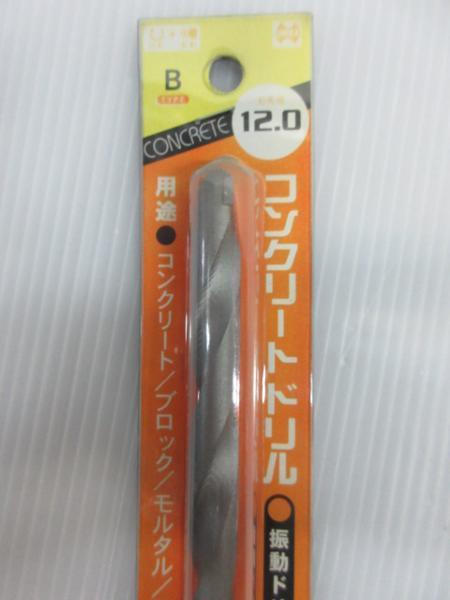 B
TYPE
CONCRETE
12.0
コンクリートドリル
用途●コンクリート/ブロック/モルタル/
振動ド